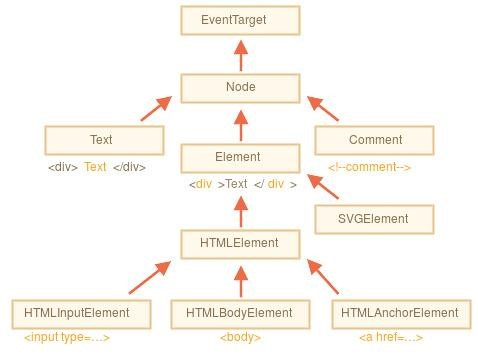 EventTarget
Node
Text
Comment
<div> Text </div>
Element
<!--comment-->
<div >Text </ div >
SVGElement
HTMLElement
HTMLInputElement
HTMLBodyElement
HTMLAnchorElement
<input type=…>
<body>
<a href=…>